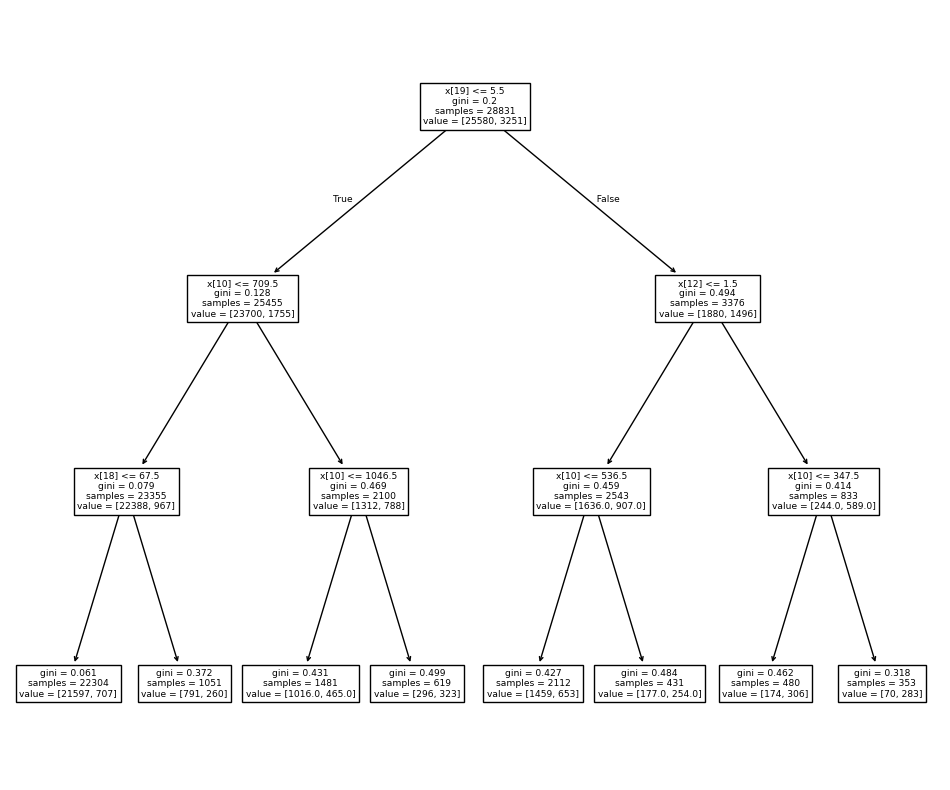 x[19] <= 5.5
gini = 0.2
samples = 28831
value = [25580, 3251]
True
False
x[10] <= 709.5
gini = 0.128
samples = 25455
value = [23700, 1755]
x[12] <= 1.5
gini = 0.494
samples = 3376
value = [1880, 1496]
x[18] <= 67.5
gini = 0.079
samples = 23355
value = [22388, 967]
x[10] <= 1046.5
gini = 0.469
samples = 2100
value = [1312, 788]
x[10] <= 536.5
gini = 0.459
samples = 2543
value = [1636.0, 907.0]
x[10] <= 347.5
gini = 0.414
samples = 833
value = [244.0, 589.0]
gini = 0.061
samples = 22304
value = [21597, 707]
gini = 0.372
samples = 1051
value = [791, 260]
gini = 0.431
samples = 1481
value = [1016.0, 465.0]
gini = 0.499
samples = 619
value = [296, 323]
gini = 0.427
samples = 2112
value = [1459, 653]
gini = 0.484
samples = 431
value = [177.0, 254.0]
gini = 0.462
samples = 480
value = [174, 306]
gini = 0.318
samples = 353
value = [70, 283]